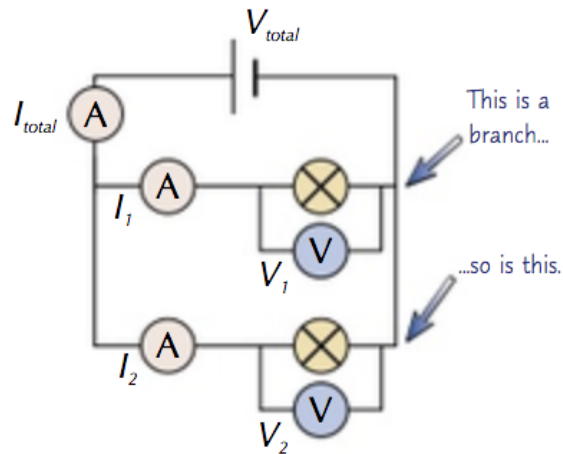 V_total
I_total
A
This is a
branch...
I_1
A
V
V_1
...so is this.
I_2
A
V
V_2